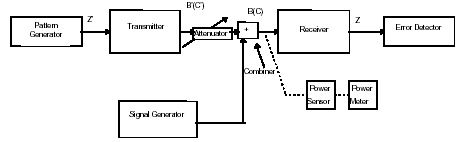 B'(C')
B(C)
Pattern
Generator
Z'
Transmitter
Attenuator
+
Receiver
Z
Error Detector
Combiner
Power
Sensor
Power
Meter
Signal Generator